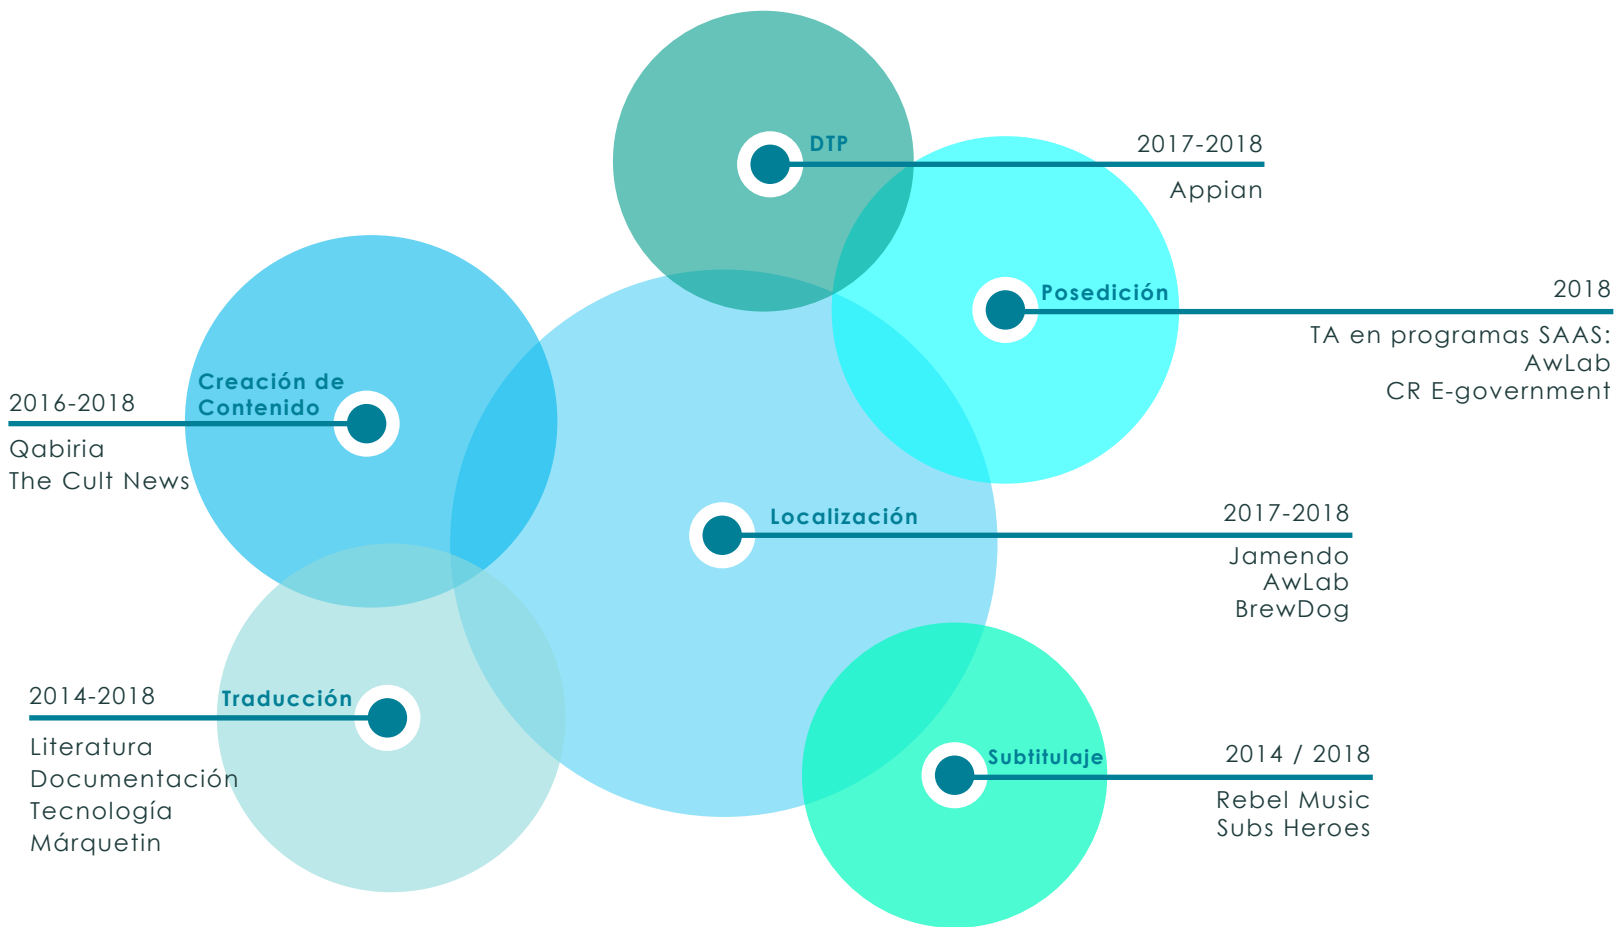 DTP
2017-2018
Appian
Posedición
2018
TA en programas SAAS:
AwLab
CR E-government
Creación de
Contenido
2016-2018
Qabiria
The Cult News
Localización
2017-2018
Jamendo
AwLab
BrewDog
2014-2018
Traducción
Literatura
Documentación
Tecnología
Márquetin
Subtitulaje
2014 / 2018
Rebel Music
Subs Heroes